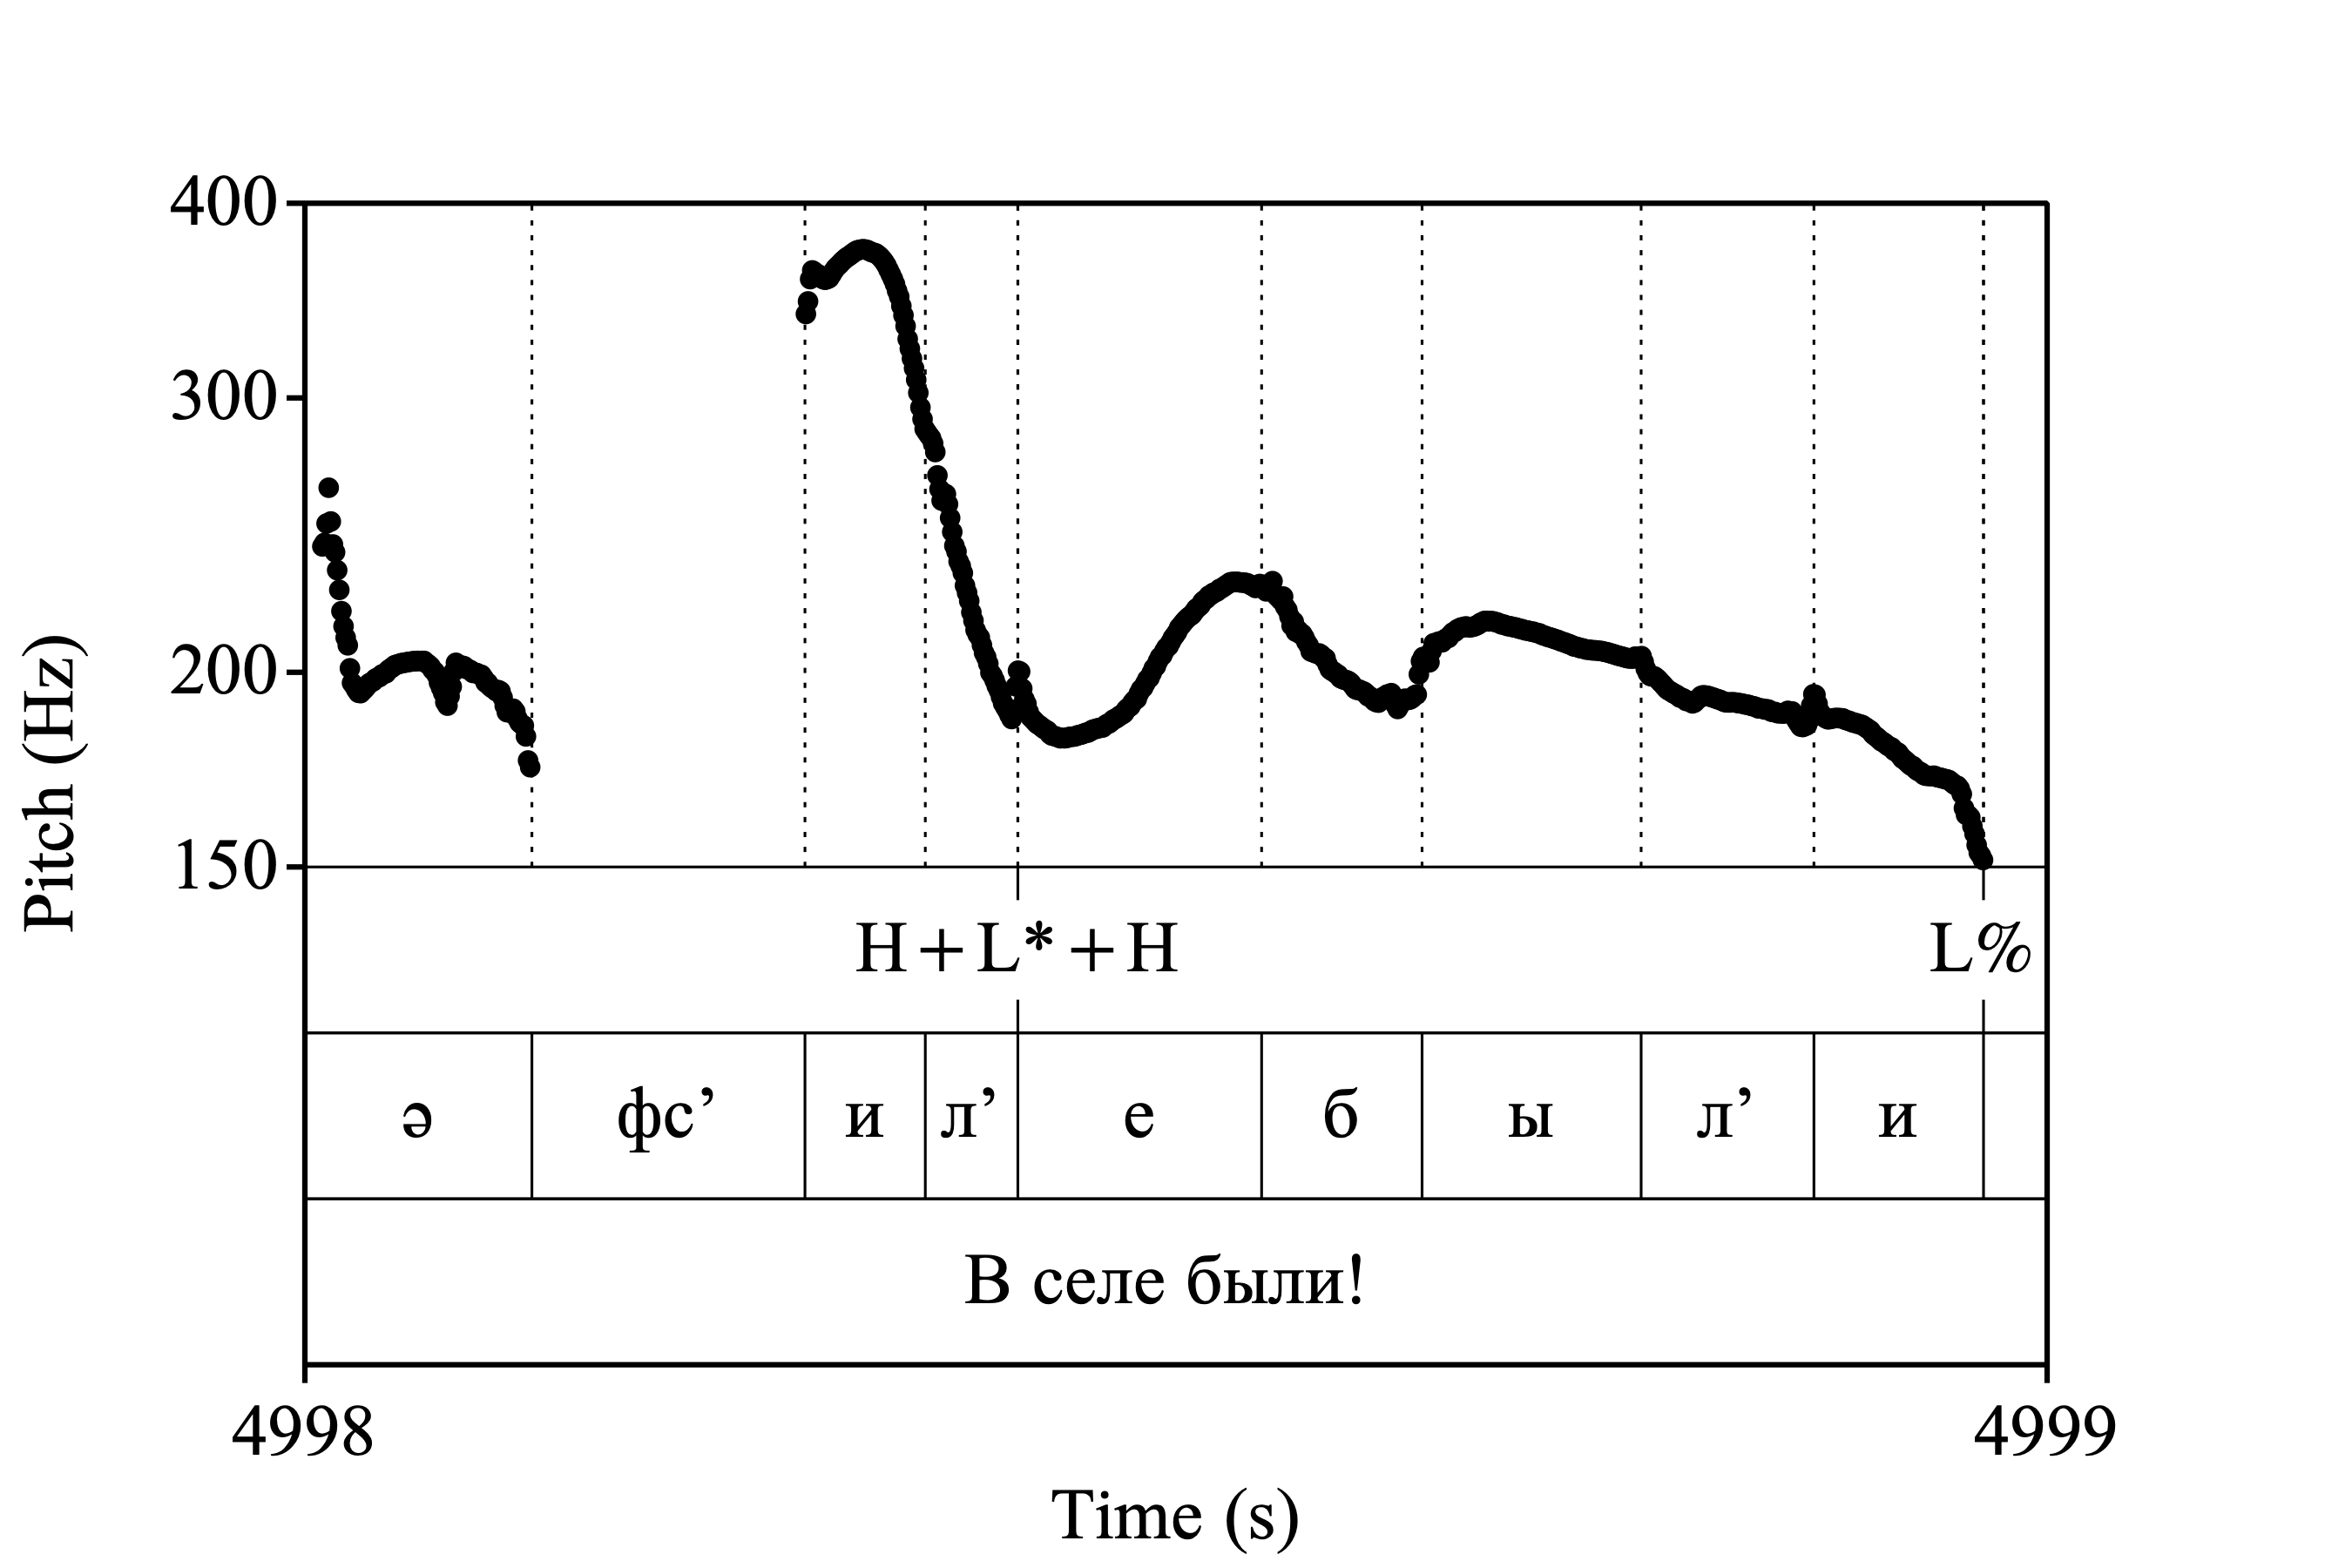 400
300
200
150
Pitch (Hz)
H+L*+H L%
ə фс’ и л’ е б ы л’ и
В селе были!
4998 4999
Time (s)